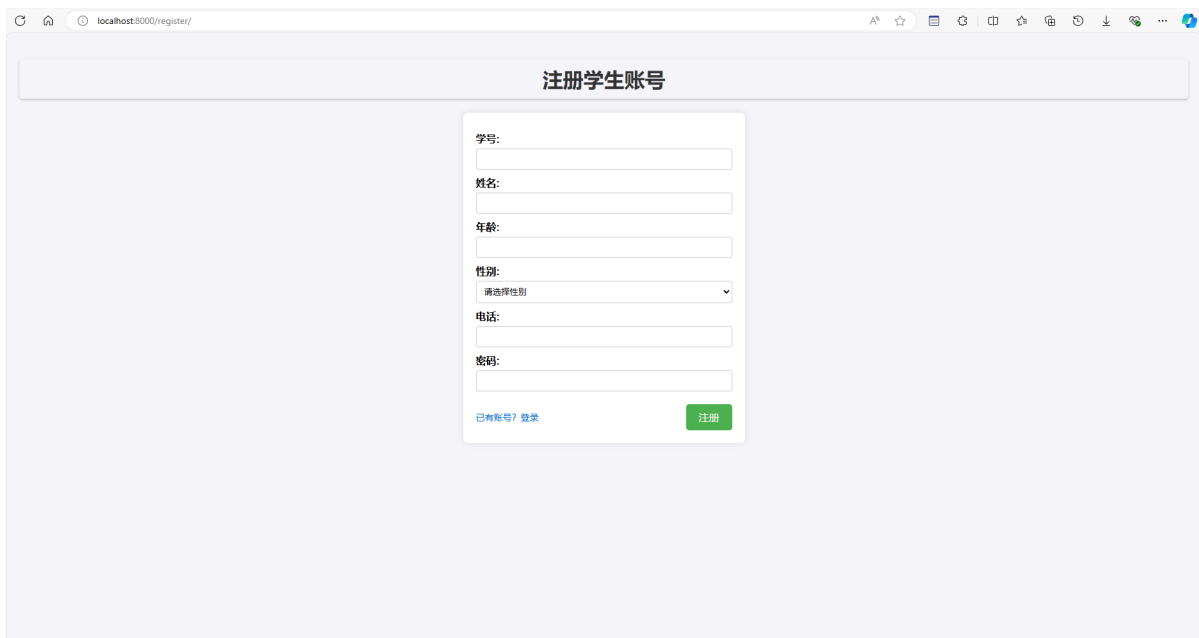 localhost:8000/register/
注册学生账号
学号:
姓名:
年龄:
性别:
请选择性别
电话:
密码:
已有账号？登录
注册